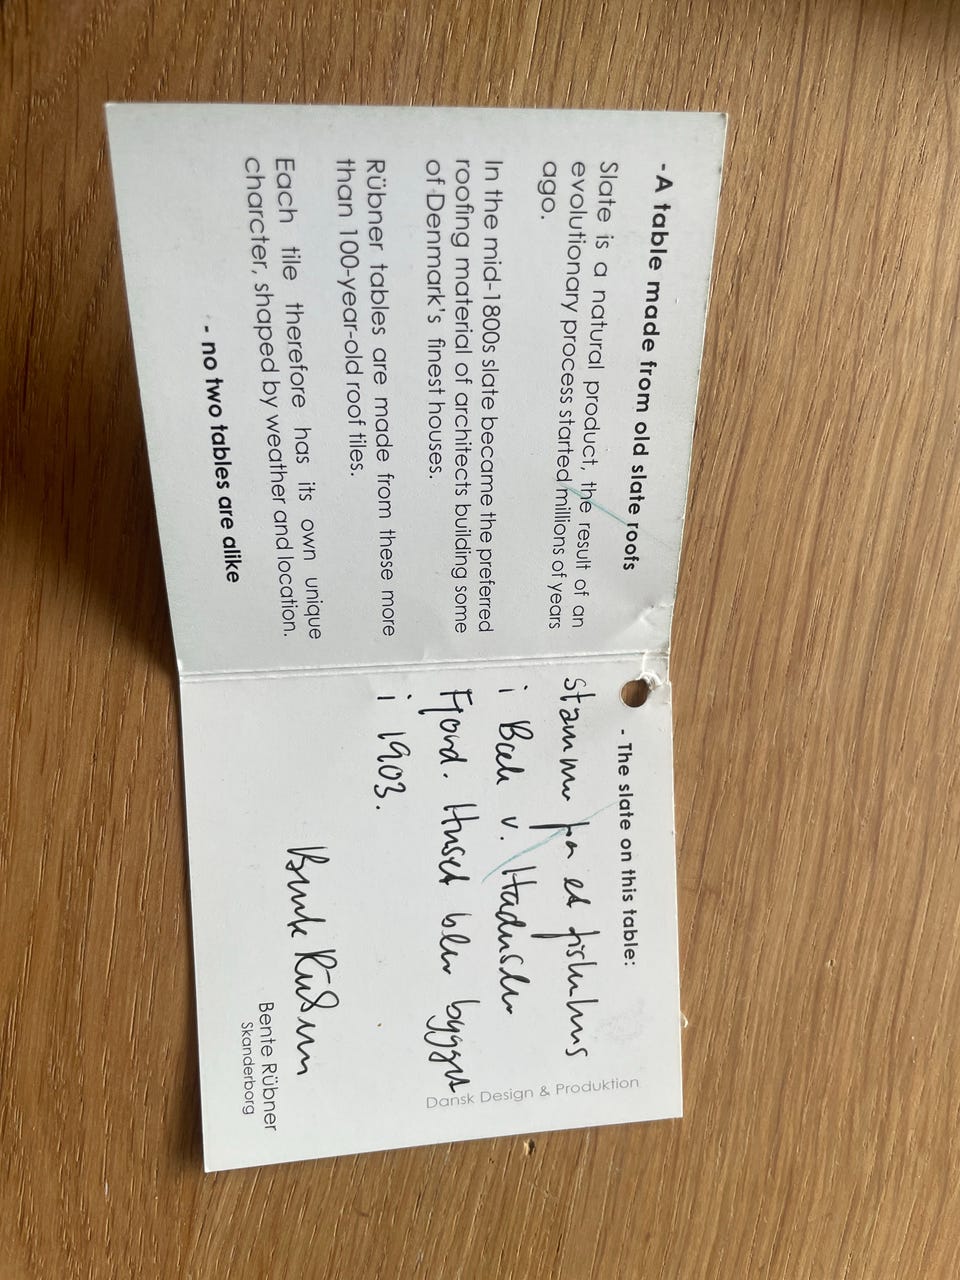 - A table made from old slate roofs
Slate is a natural product, the result of an
evolutionary process started millions of years
ago.
In the mid-1800s slate became the preferred
roofing material of architects building some
of Denmark's finest houses.
Rübner tables are made from these more
than 100-year-old roof tiles.
Each tile therefore has its own unique
charcter, shaped by weather and location.
- no two tables are alike
- The slate on this table:
stammer fra et fiskerhus
i v. Haderslev
Fjord. Huset blev bygget
i 1903.
Bente Rübner
Bente Rübner
Skanderborg
Dansk Design & Produktion